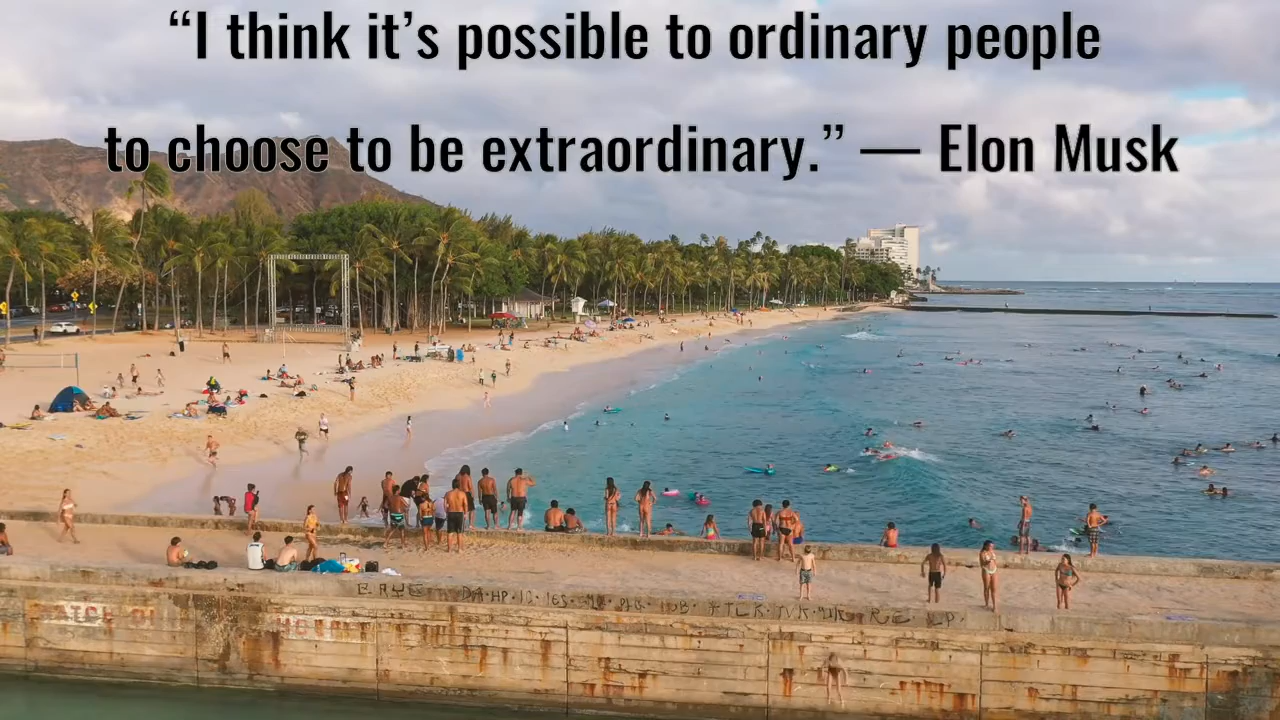 “I think it’s possible to ordinary people
to choose to be extraordinary.” — Elon Musk